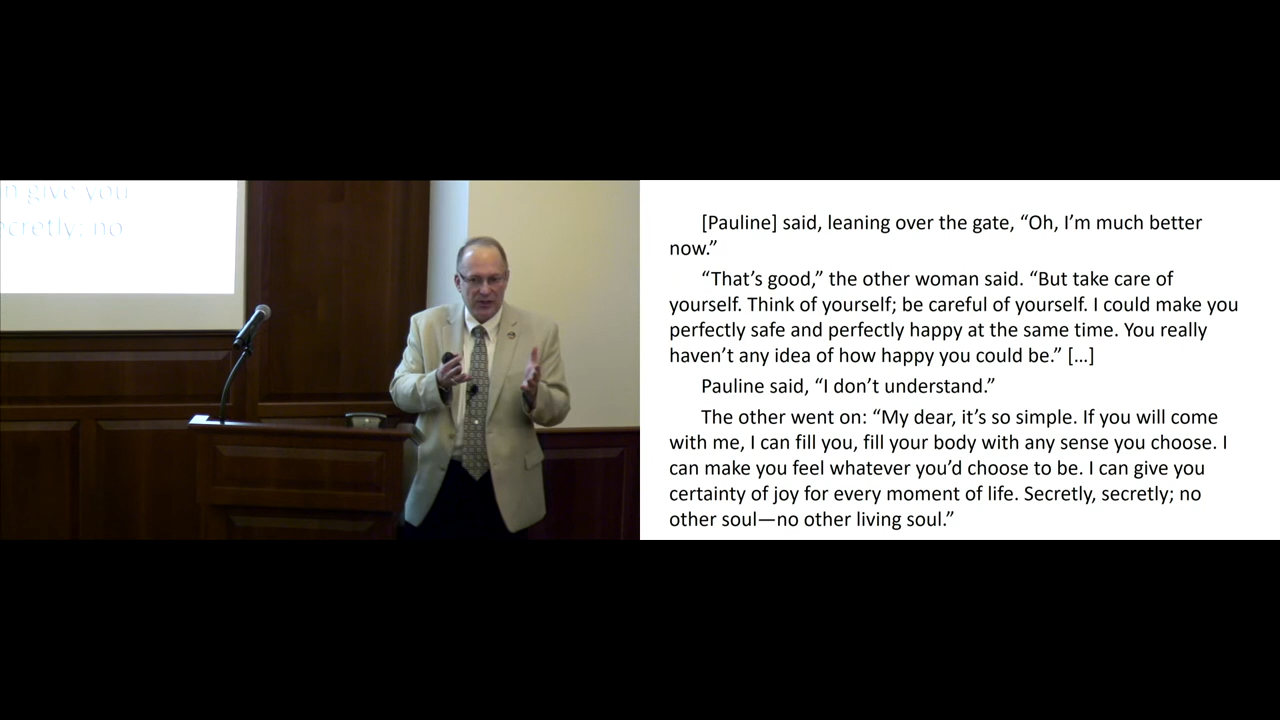 n give you
ecretly; no
[Pauline] said, leaning over the gate, “Oh, I’m much better
now.”
“That’s good,” the other woman said. “But take care of
yourself. Think of yourself; be careful of yourself. I could make you
perfectly safe and perfectly happy at the same time. You really
haven’t any idea of how happy you could be.” […]
Pauline said, “I don’t understand.”
The other went on: “My dear, it’s so simple. If you will come
with me, I can fill you, fill your body with any sense you choose. I
can make you feel whatever you’d choose to be. I can give you
certainty of joy for every moment of life. Secretly, secretly; no
other soul—no other living soul.”